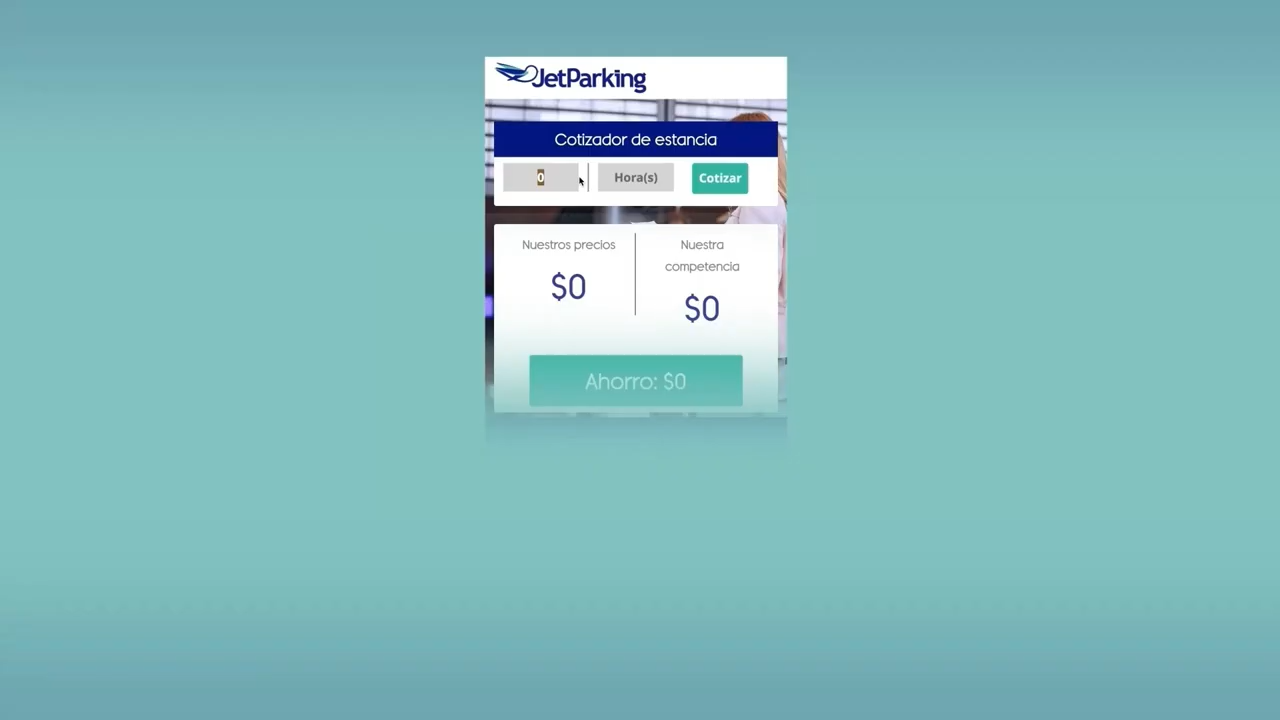 JetParking
Cotizador de estancia
0
Hora(s)
Cotizar
Nuestros precios
$0
Nuestra
competencia
$0
Ahorro: $0